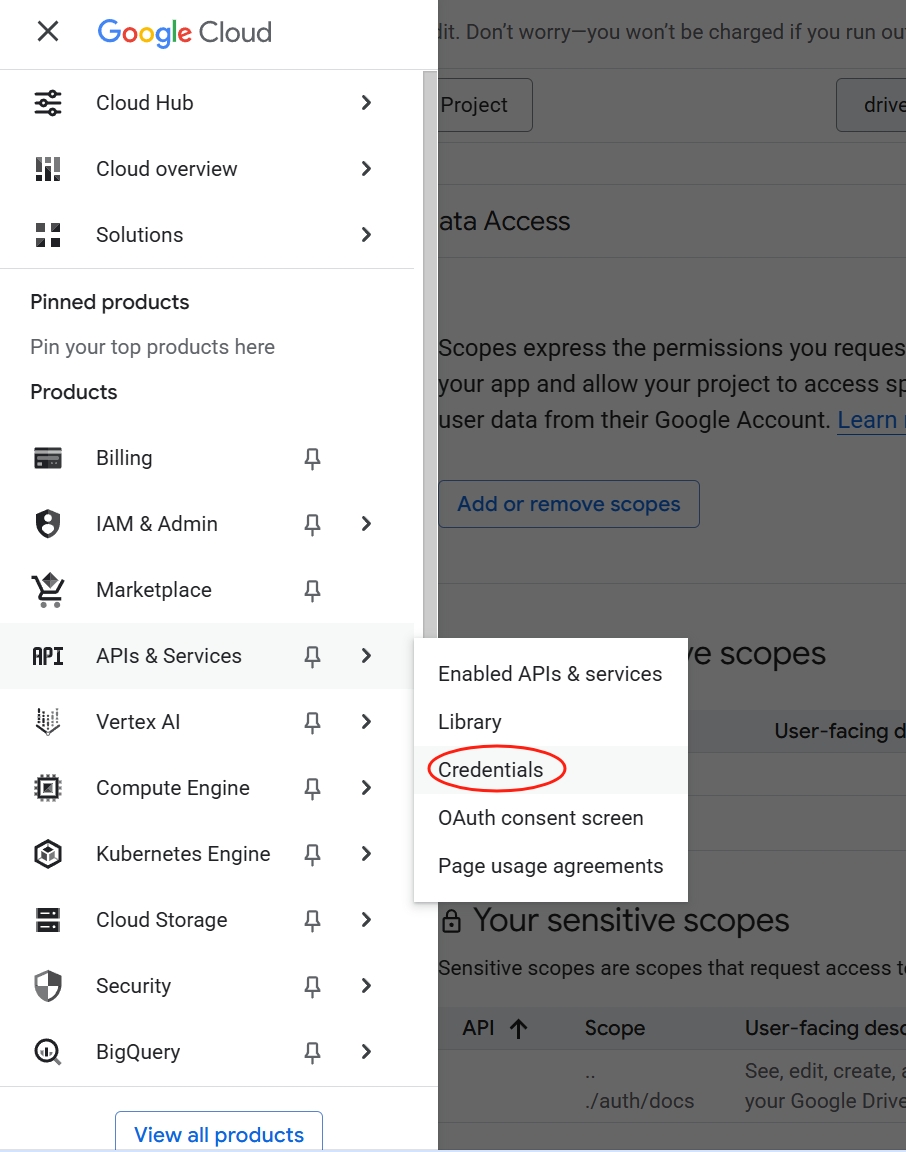 Google Cloud
Cloud Hub
Cloud overview
Solutions
Pinned products
Pin your top products here
Products
Billing
IAM & Admin
Marketplace
API APIs & Services
Vertex AI
Compute Engine
Kubernetes Engine
Cloud Storage
Security
BigQuery
View all products
Enabled APIs & services
Library
Credentials
OAuth consent screen
Page usage agreements
dit. Don't worry—you won't be charged if you run ou
Project
drive
ata Access
Scopes express the permissions you reques
your app and allow your project to access sp
user data from their Google Account. Learn
Add or remove scopes
ve scopes
User-facing d
Your sensitive scopes
Sensitive scopes are scopes that request access to
API Scope User-facing desc
.. See, edit, create, a
./auth/docs your Google Drive